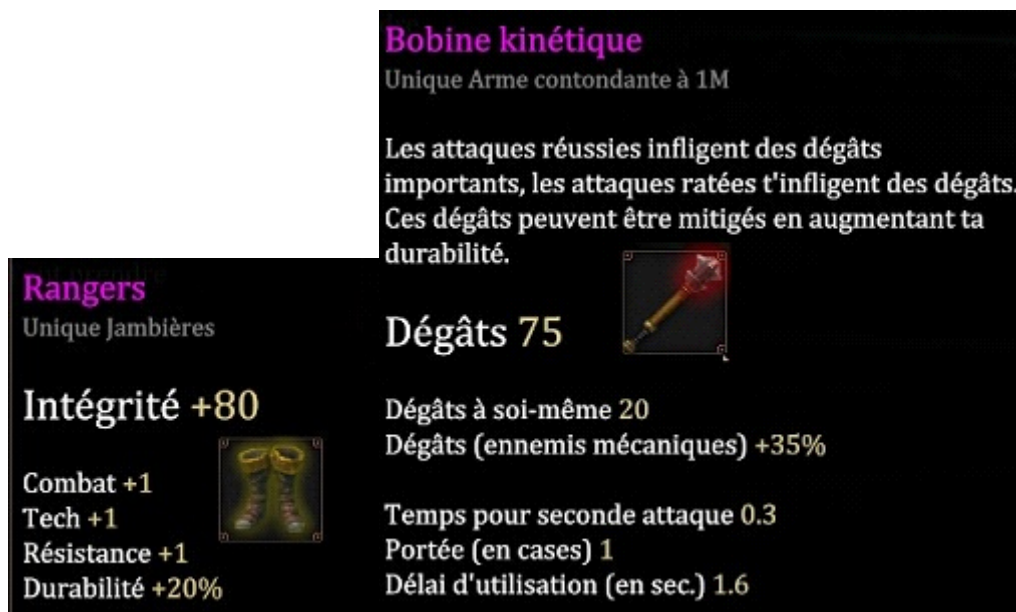 Bobine kinétique
Unique Arme contondante à 1M
Les attaques réussies infligent des dégâts
importants, les attaques ratées t'infligent des dégâts.
Ces dégâts peuvent être mitigés en augmentant ta
durabilité.
Dégâts 75
Dégâts à soi-même 20
Dégâts (ennemis mécaniques) +35%
Temps pour seconde attaque 0.3
Portée (en cases) 1
Délai d'utilisation (en sec.) 1.6
Rangers
Unique Jambières
Intégrité +80
Combat +1
Tech +1
Résistance +1
Durabilité +20%